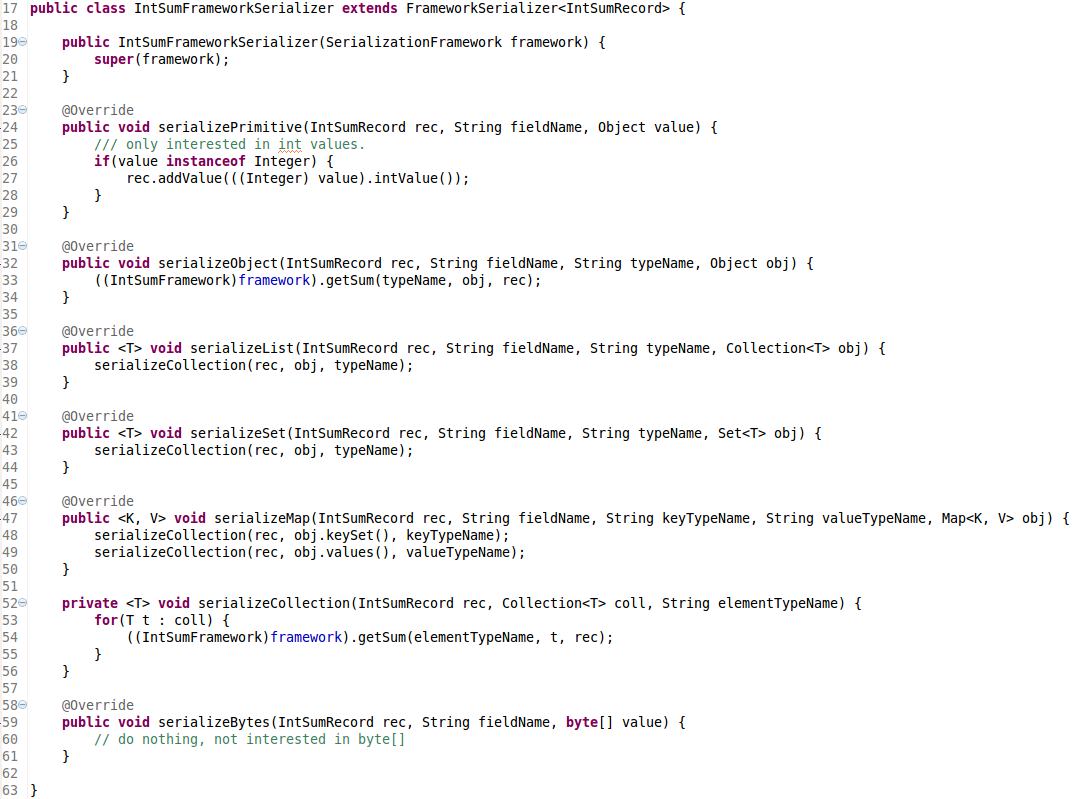 17 public class IntSumFrameworkSerializer extends FrameworkSerializer<IntSumRecord> {
18
19 public IntSumFrameworkSerializer(SerializationFramework framework) {
20 super(framework);
21 }
22
23 @Override
24 public void serializePrimitive(IntSumRecord rec, String fieldName, Object value) {
25 /// only interested in int values.
26 if(value instanceof Integer) {
27 rec.addValue(((Integer) value).intValue());
28 }
29 }
30
31 @Override
32 public void serializeObject(IntSumRecord rec, String fieldName, String typeName, Object obj) {
33 ((IntSumFramework)framework).getSum(typeName, obj, rec);
34 }
35
36 @Override
37 public <T> void serializeList(IntSumRecord rec, String fieldName, String typeName, Collection<T> obj) {
38 serializeCollection(rec, obj, typeName);
39 }
40
41 @Override
42 public <T> void serializeSet(IntSumRecord rec, String fieldName, String typeName, Set<T> obj) {
43 serializeCollection(rec, obj, typeName);
44 }
45
46 @Override
47 public <K, V> void serializeMap(IntSumRecord rec, String fieldName, String keyTypeName, String valueTypeName, Map<K, V> obj) {
48 serializeCollection(rec, obj.keySet(), keyTypeName);
49 serializeCollection(rec, obj.values(), valueTypeName);
50 }
51
52 private <T> void serializeCollection(IntSumRecord rec, Collection<T> coll, String elementTypeName) {
53 for(T t : coll) {
54 ((IntSumFramework)framework).getSum(elementTypeName, t, rec);
55 }
56 }
57
58 @Override
59 public void serializeBytes(IntSumRecord rec, String fieldName, byte[] value) {
60 // do nothing, not interested in byte[]
61 }
62
63 }